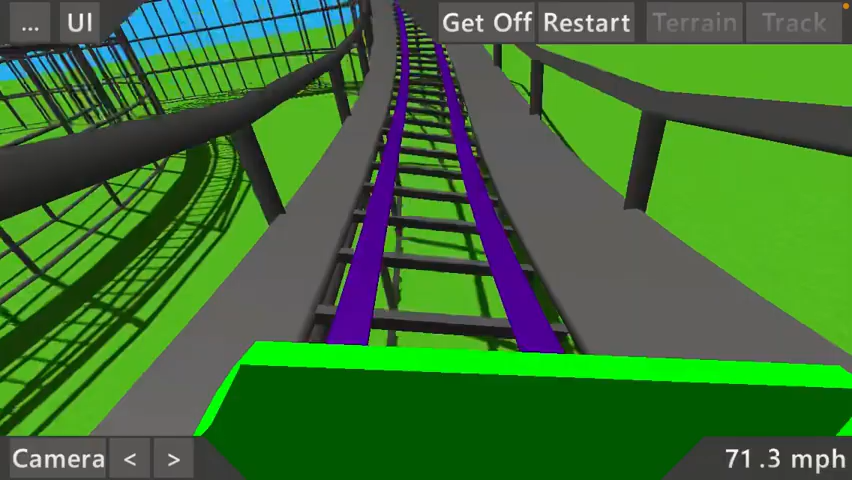 ... UI Get Off Restart Terrain Track
Camera < > 71.3 mph